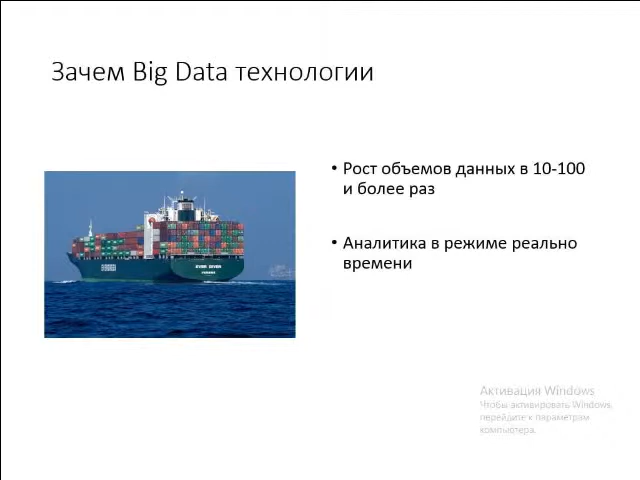 Зачем Big Data технологии
• Рост объемов данных в 10-100
и более раз
• Аналитика в режиме реально
времени
Активация Windows
Чтобы активировать Windows,
перейдите к параметрам
компьютера.